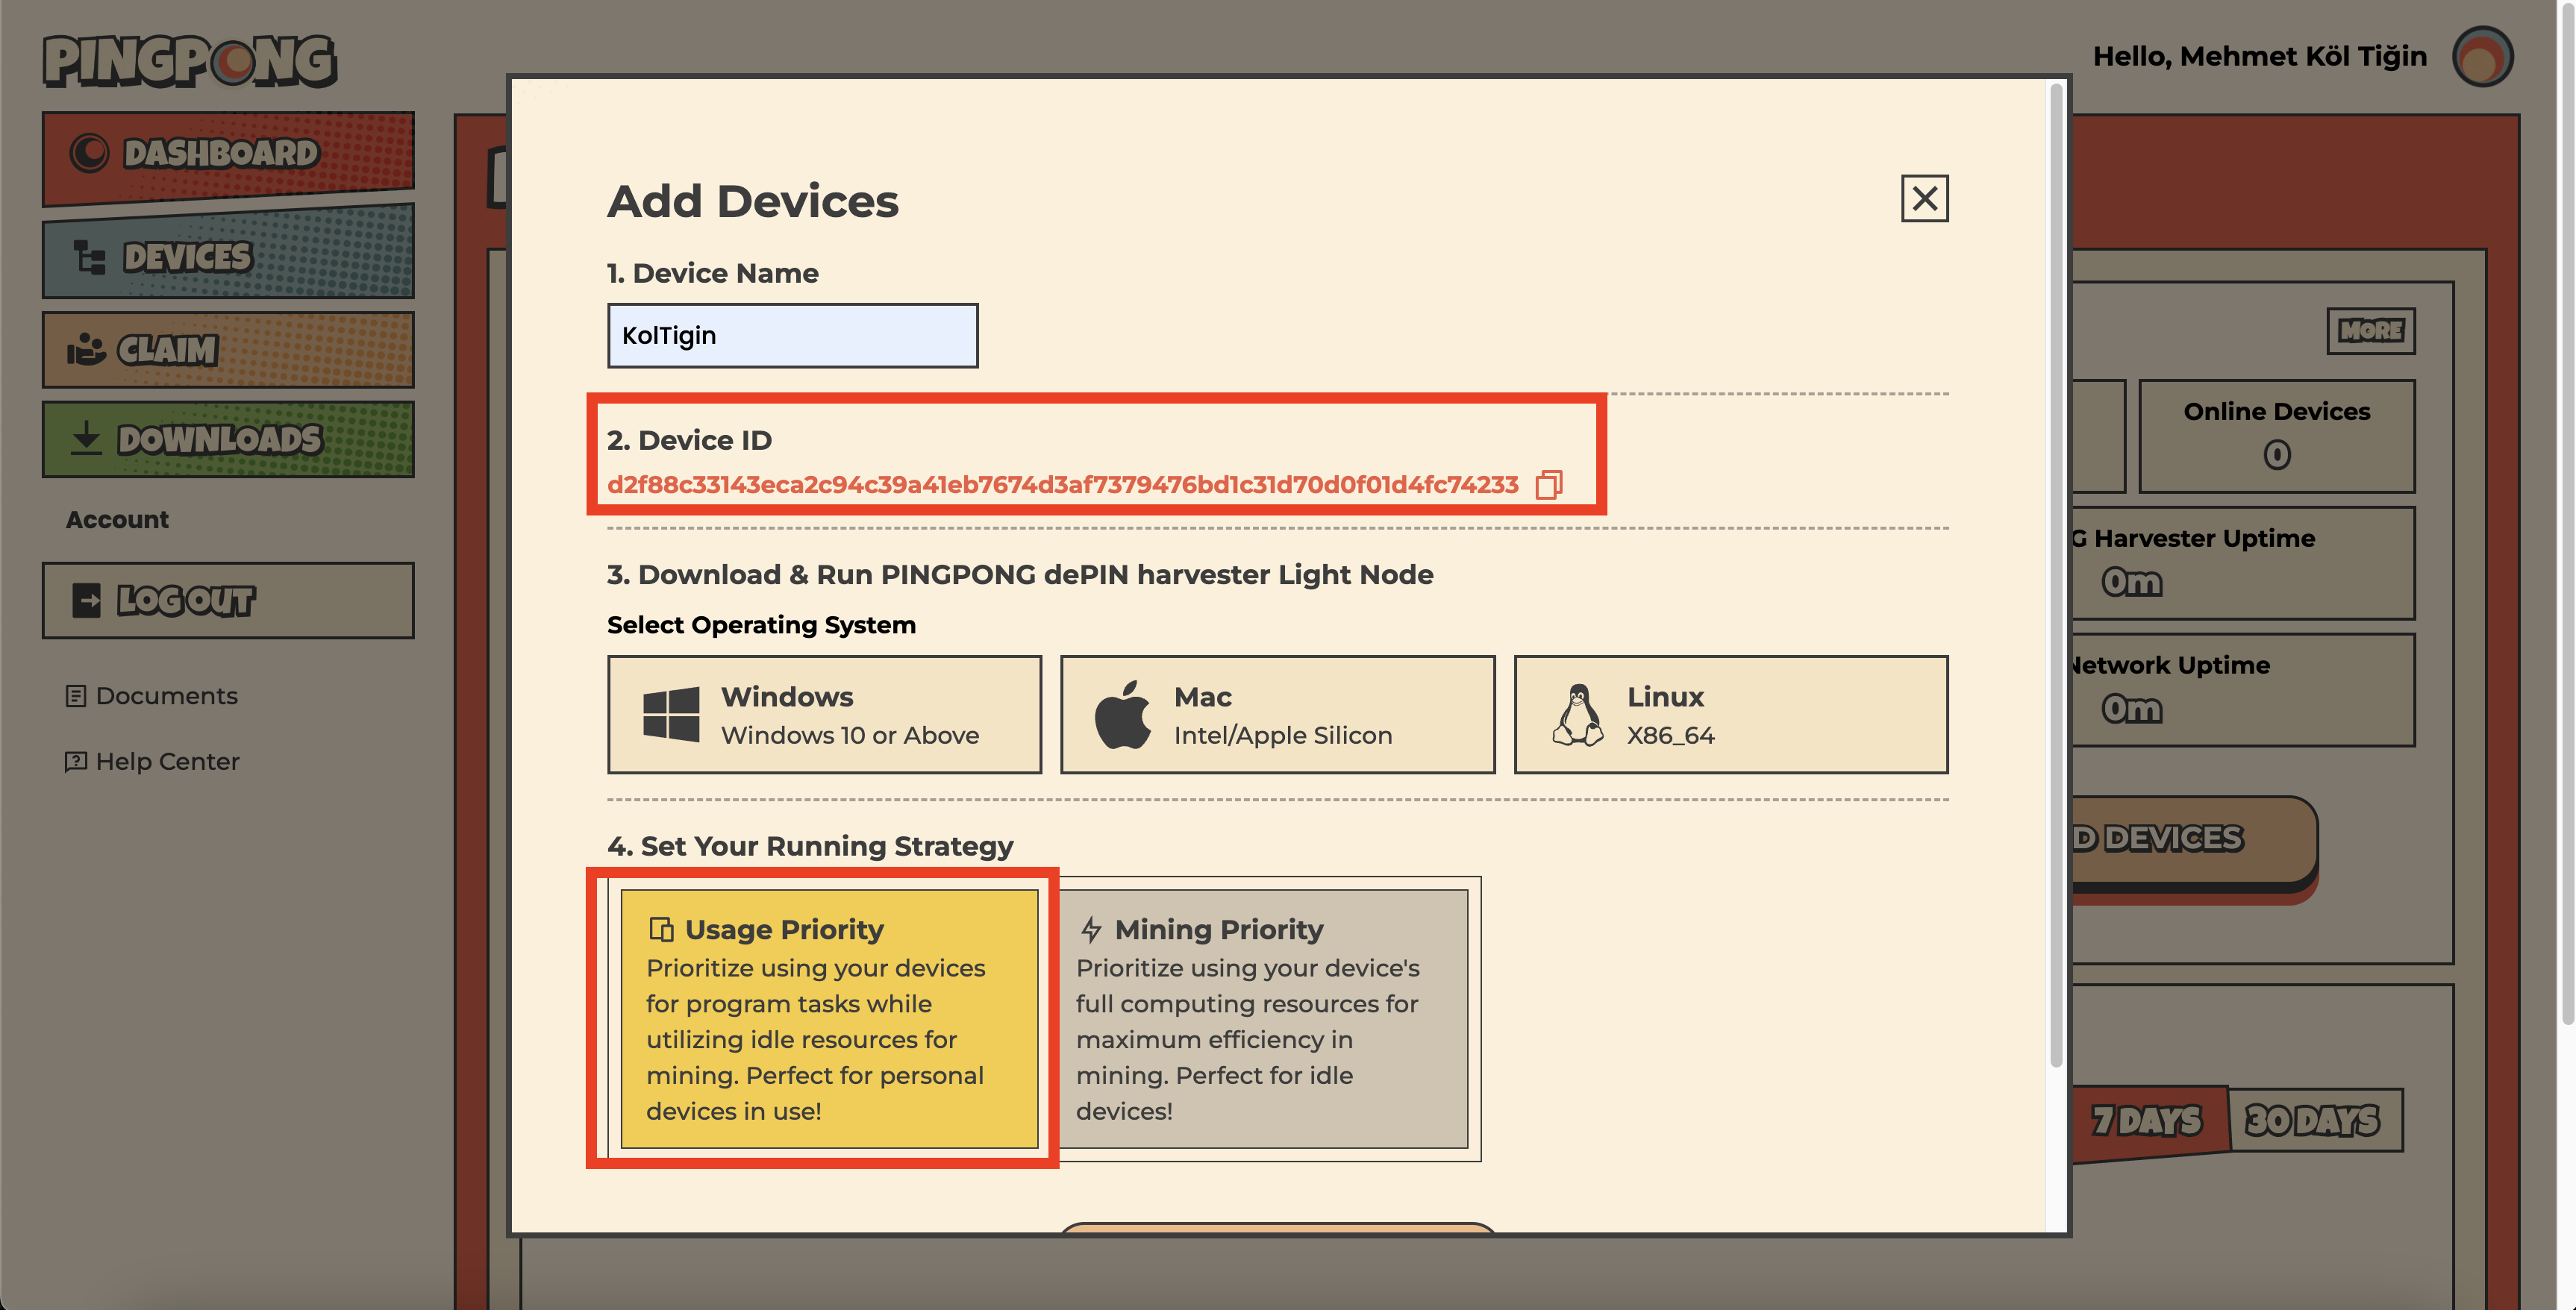 PINGPONG
Hello, Mehmet Köl Tiğin
DASHBOARD
DEVICES
CLAIM
DOWNLOADS
Account
LOG OUT
Documents
Help Center
Add Devices
1. Device Name
KolTigin
2. Device ID
d2f88c33143eca2c94c39a41eb7674d3af7379476bd1c31d70d0f01d4fc74233
3. Download & Run PINGPONG dePIN harvester Light Node
Select Operating System
Windows
Windows 10 or Above
Mac
Intel/Apple Silicon
Linux
X86_64
4. Set Your Running Strategy
Usage Priority
Prioritize using your devices
for program tasks while
utilizing idle resources for
mining. Perfect for personal
devices in use!
Mining Priority
Prioritize using your device's
full computing resources for
maximum efficiency in
mining. Perfect for idle
devices!
MORE
Online Devices
0
G Harvester Uptime
0m
Network Uptime
0m
D DEVICES
7 DAYS
30 DAYS